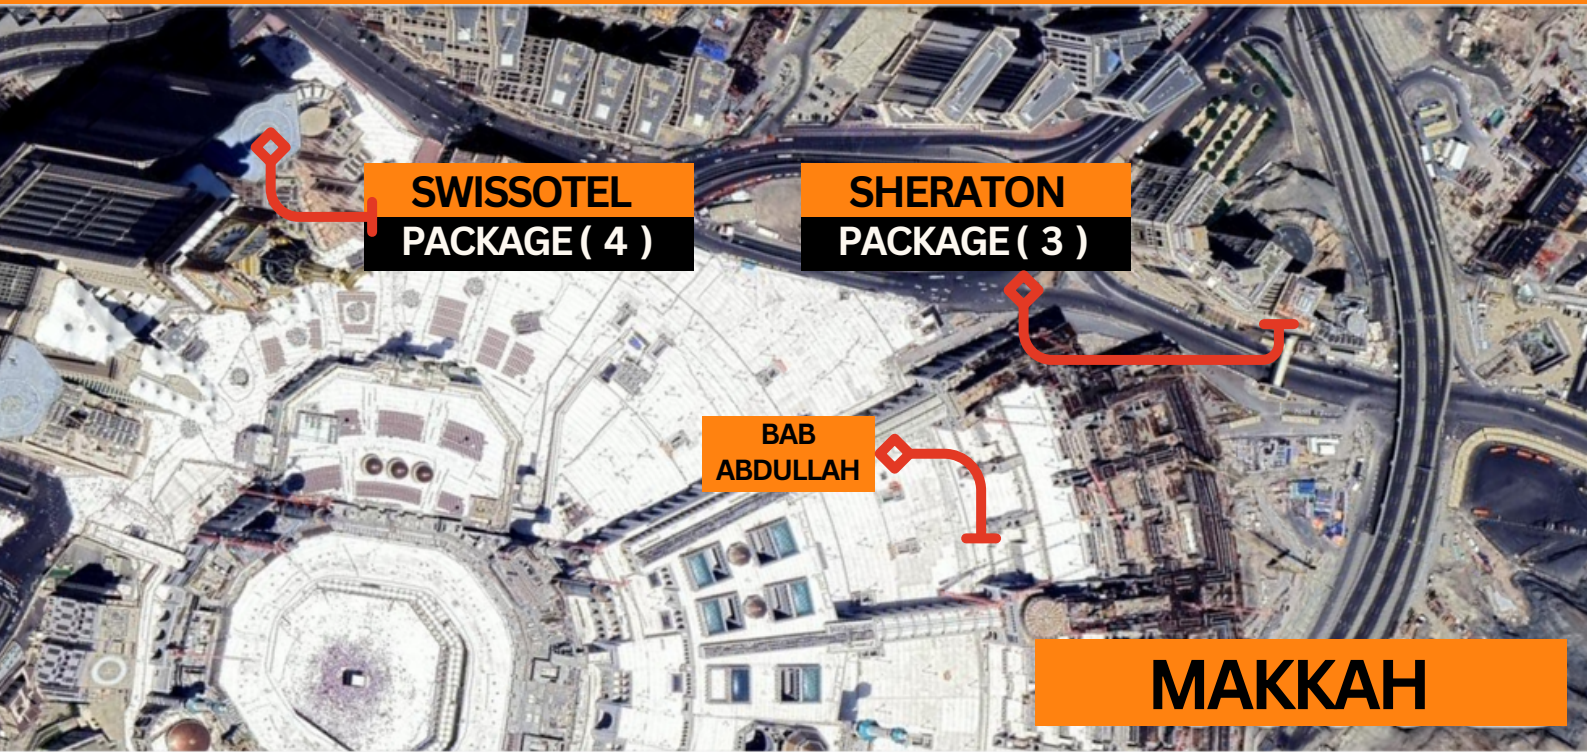 SWISSOTEL
PACKAGE ( 4 )
SHERATON
PACKAGE ( 3 )
BAB
ABDULLAH
MAKKAH